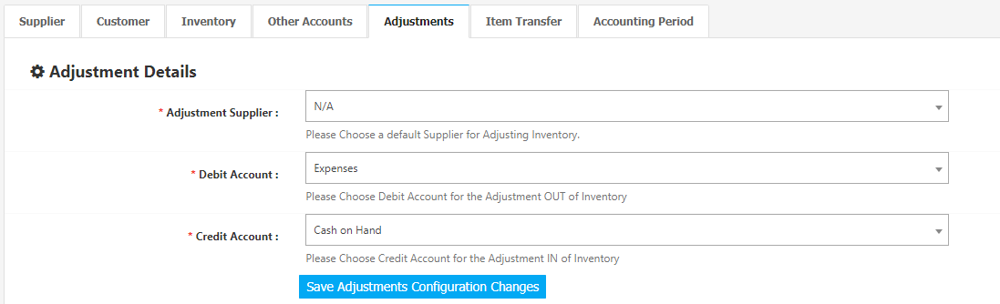 Supplier Customer Inventory Other Accounts Adjustments Item Transfer Accounting Period
Adjustment Details
* Adjustment Supplier : N/A
Please Choose a default Supplier for Adjusting Inventory.
* Debit Account : Expenses
Please Choose Debit Account for the Adjustment OUT of Inventory
* Credit Account : Cash on Hand
Please Choose Credit Account for the Adjustment IN of Inventory
Save Adjustments Configuration Changes